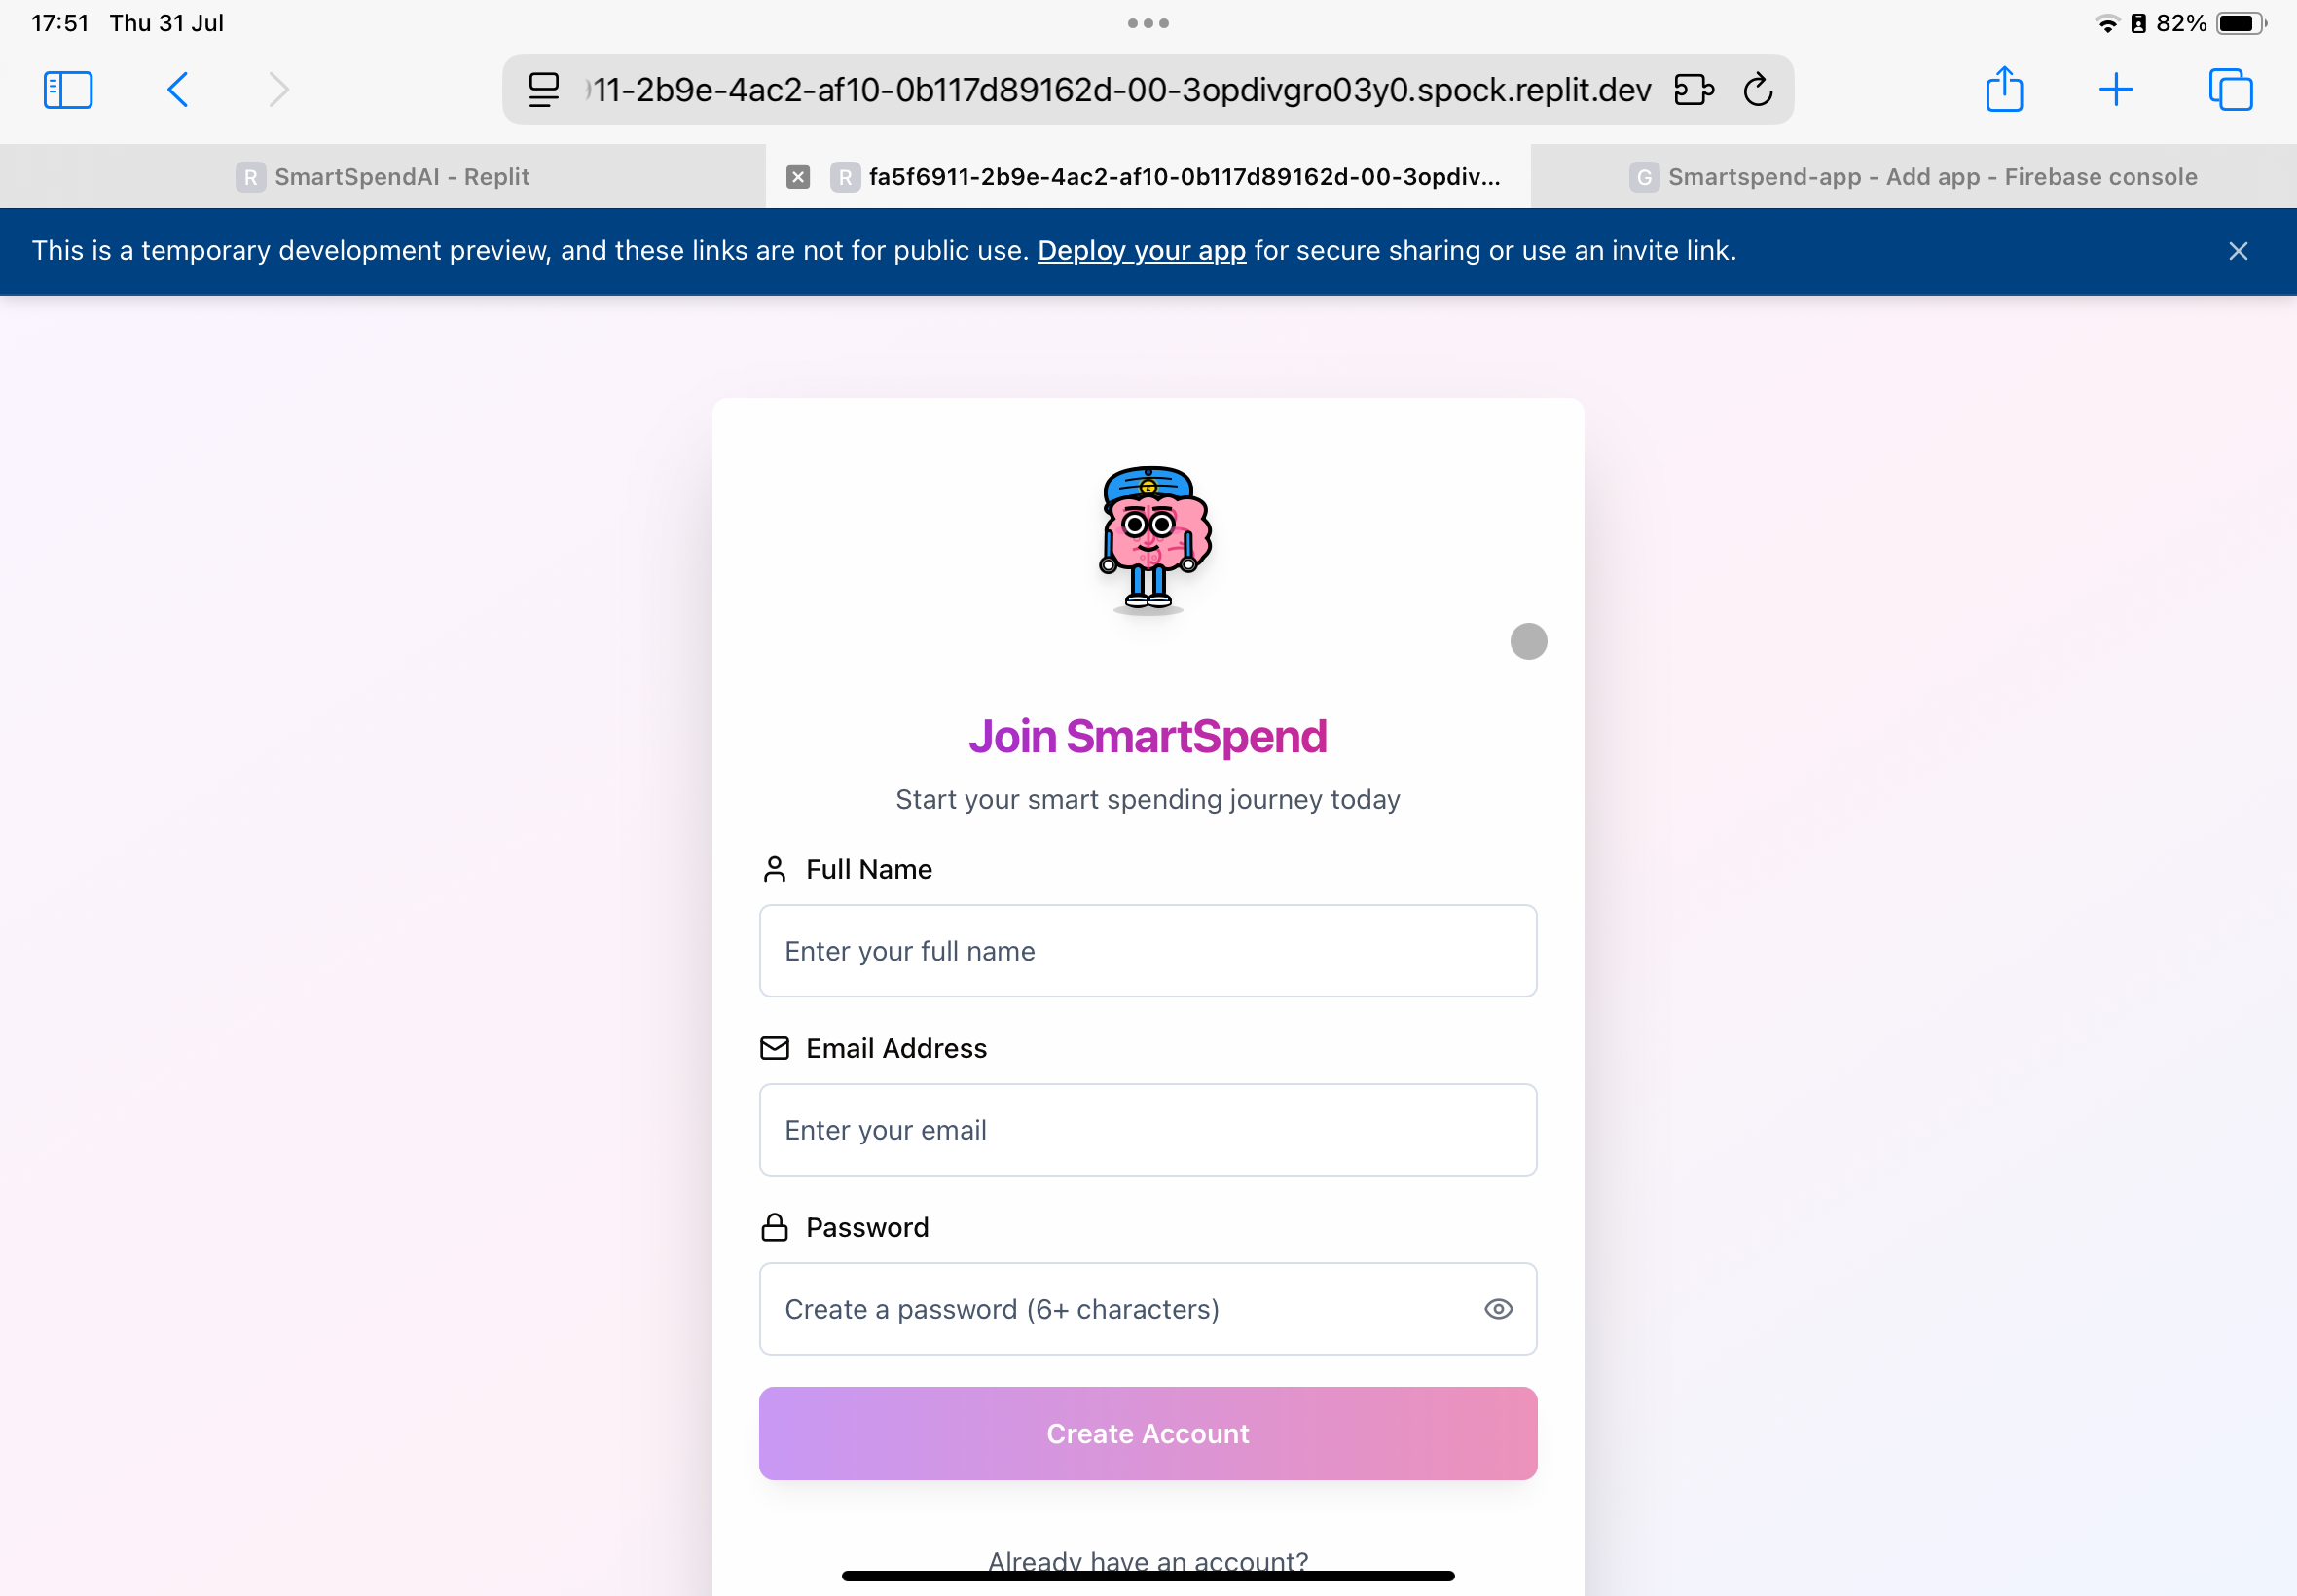 17:51 Thu 31 Jul
82%
11-2b9e-4ac2-af10-0b117d89162d-00-3opdivgro03y0.spock.replit.dev
R SmartSpendAI - Replit
R fa5f6911-2b9e-4ac2-af10-0b117d89162d-00-3opdiv...
G Smartspend-app - Add app - Firebase console
This is a temporary development preview, and these links are not for public use. Deploy your app for secure sharing or use an invite link.
Join SmartSpend
Start your smart spending journey today
Full Name
Enter your full name
Email Address
Enter your email
Password
Create a password (6+ characters)
Create Account
Already have an account?